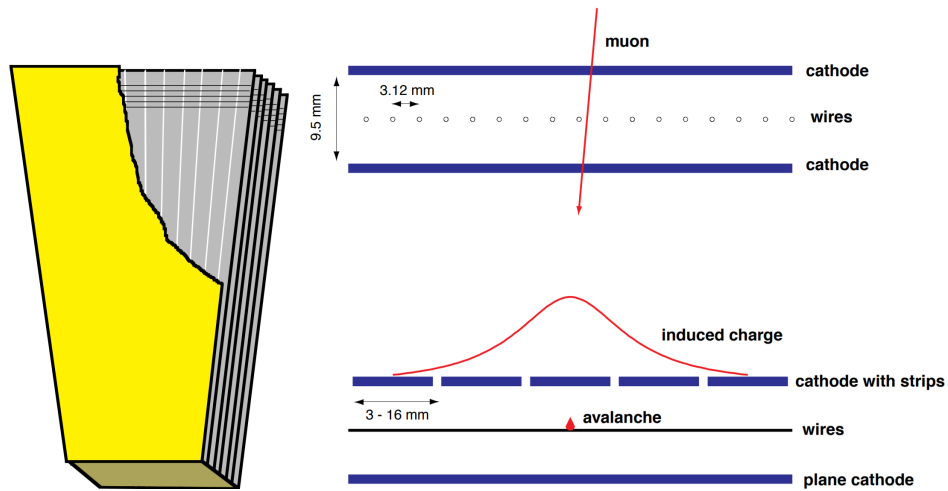 muon
cathode
3.12 mm
wires
9.5 mm
cathode
induced charge
cathode with strips
3 - 16 mm
avalanche
wires
plane cathode